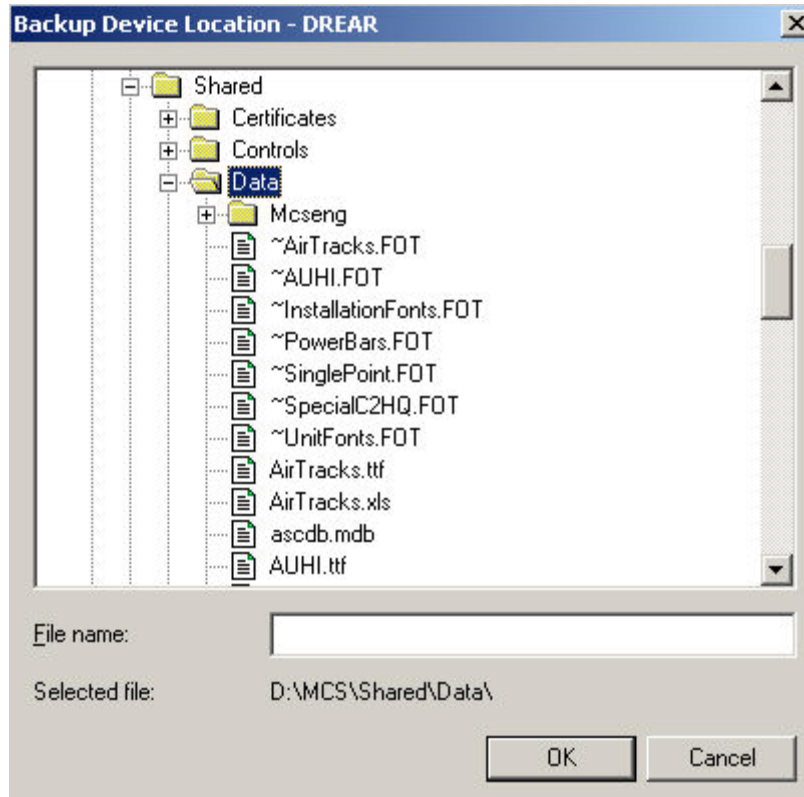 Backup Device Location - DREAR
Shared
Certificates
Controls
Data
Mcseng
~AirTracks.FOT
~AUHI.FOT
~InstallationFonts.FOT
~PowerBars.FOT
~SinglePoint.FOT
~SpecialC2HQ.FOT
~UnitFonts.FOT
AirTracks.ttf
AirTracks.xls
ascdb.mdb
AUHI.ttf
File name:
Selected file: D:\MCS\Shared\Data\
OK Cancel